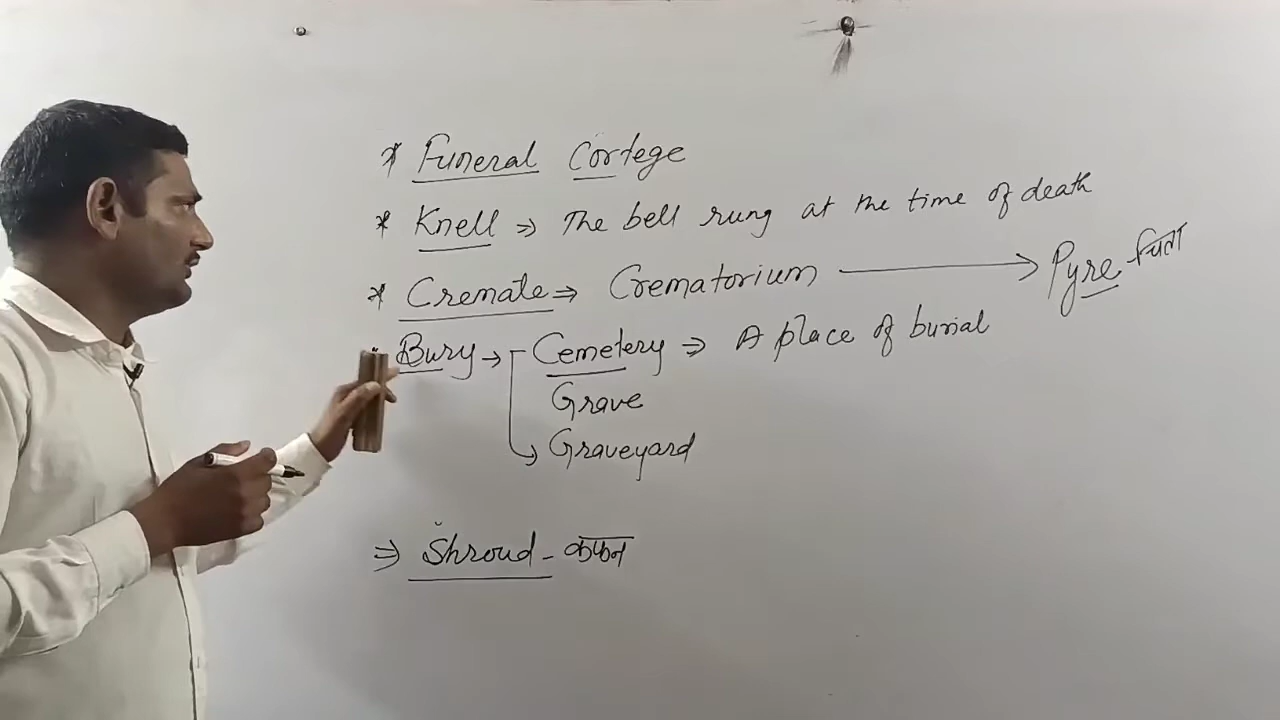 * Funeral Cortege
* Knell ⇒ The bell rung at the time of death
* Cremate ⇒ Crematorium → Pyre - चिता
Bury → Cemetery ⇒ A place of burial
Grave
Graveyard
⇒ Shroud - कफन